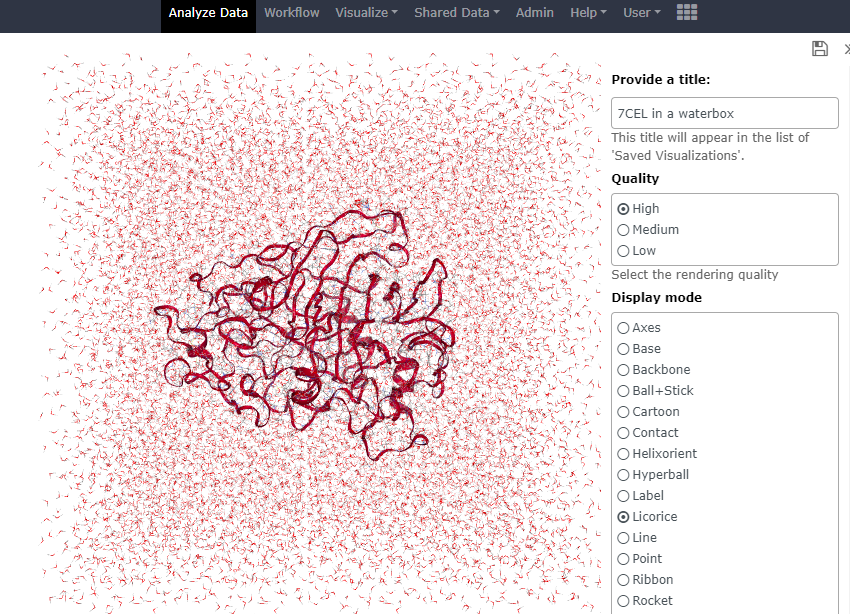 Analyze Data Workflow Visualize Shared Data Admin Help User
Provide a title:
7CEL in a waterbox
This title will appear in the list of
'Saved Visualizations'.
Quality
High
Medium
Low
Select the rendering quality
Display mode
Axes
Base
Backbone
Ball+Stick
Cartoon
Contact
Helixorient
Hyperball
Label
Licorice
Line
Point
Ribbon
Rocket